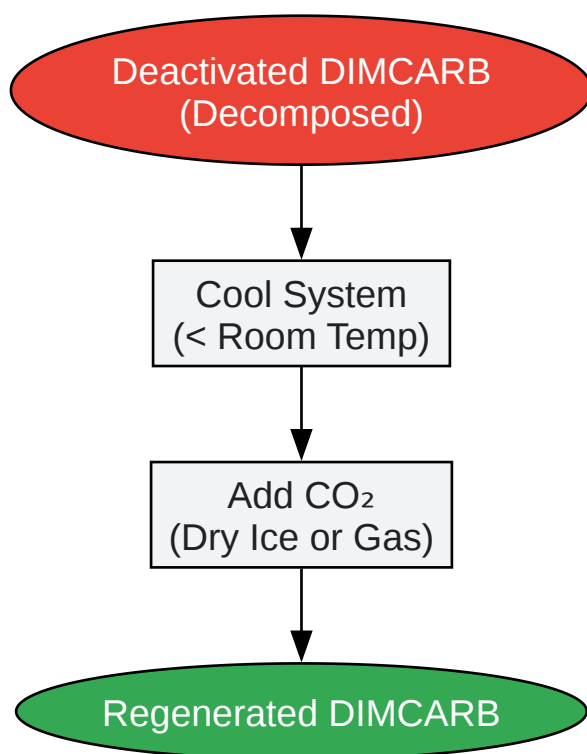 Deactivated DIMCARB
(Decomposed)
Cool System
(< Room Temp)
Add CO₂
(Dry Ice or Gas)
Regenerated DIMCARB